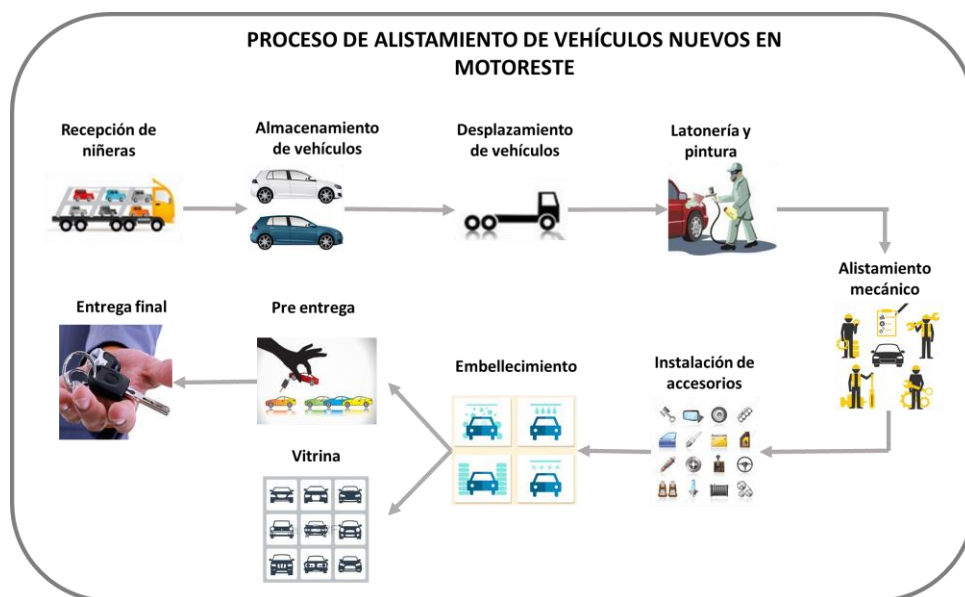 PROCESO DE ALISTAMIENTO DE VEHÍCULOS NUEVOS EN
MOTORESTE
Recepción de
niñeras
Almacenamiento
de vehículos
Desplazamiento
de vehículos
Latonería y
pintura
Alistamiento
mecánico
Instalación de
accesorios
Embellecimiento
Pre entrega
Entrega final
Vitrina